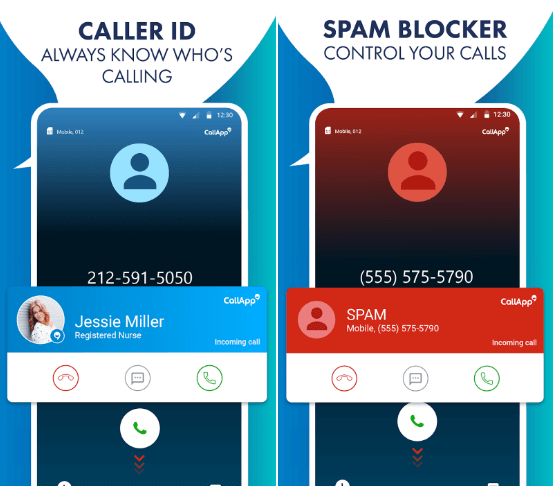 CALLER ID
ALWAYS KNOW WHO'S
CALLING
12:30
Mobile, 012
CallApp
212-591-5050
CallApp
Jessie Miller
Registered Nurse
Incoming call
SPAM BLOCKER
CONTROL YOUR CALLS
12:30
Mobile, 012
CallApp
(555) 575-5790
CallApp
SPAM
Mobile, (555) 575-5790
Incoming call